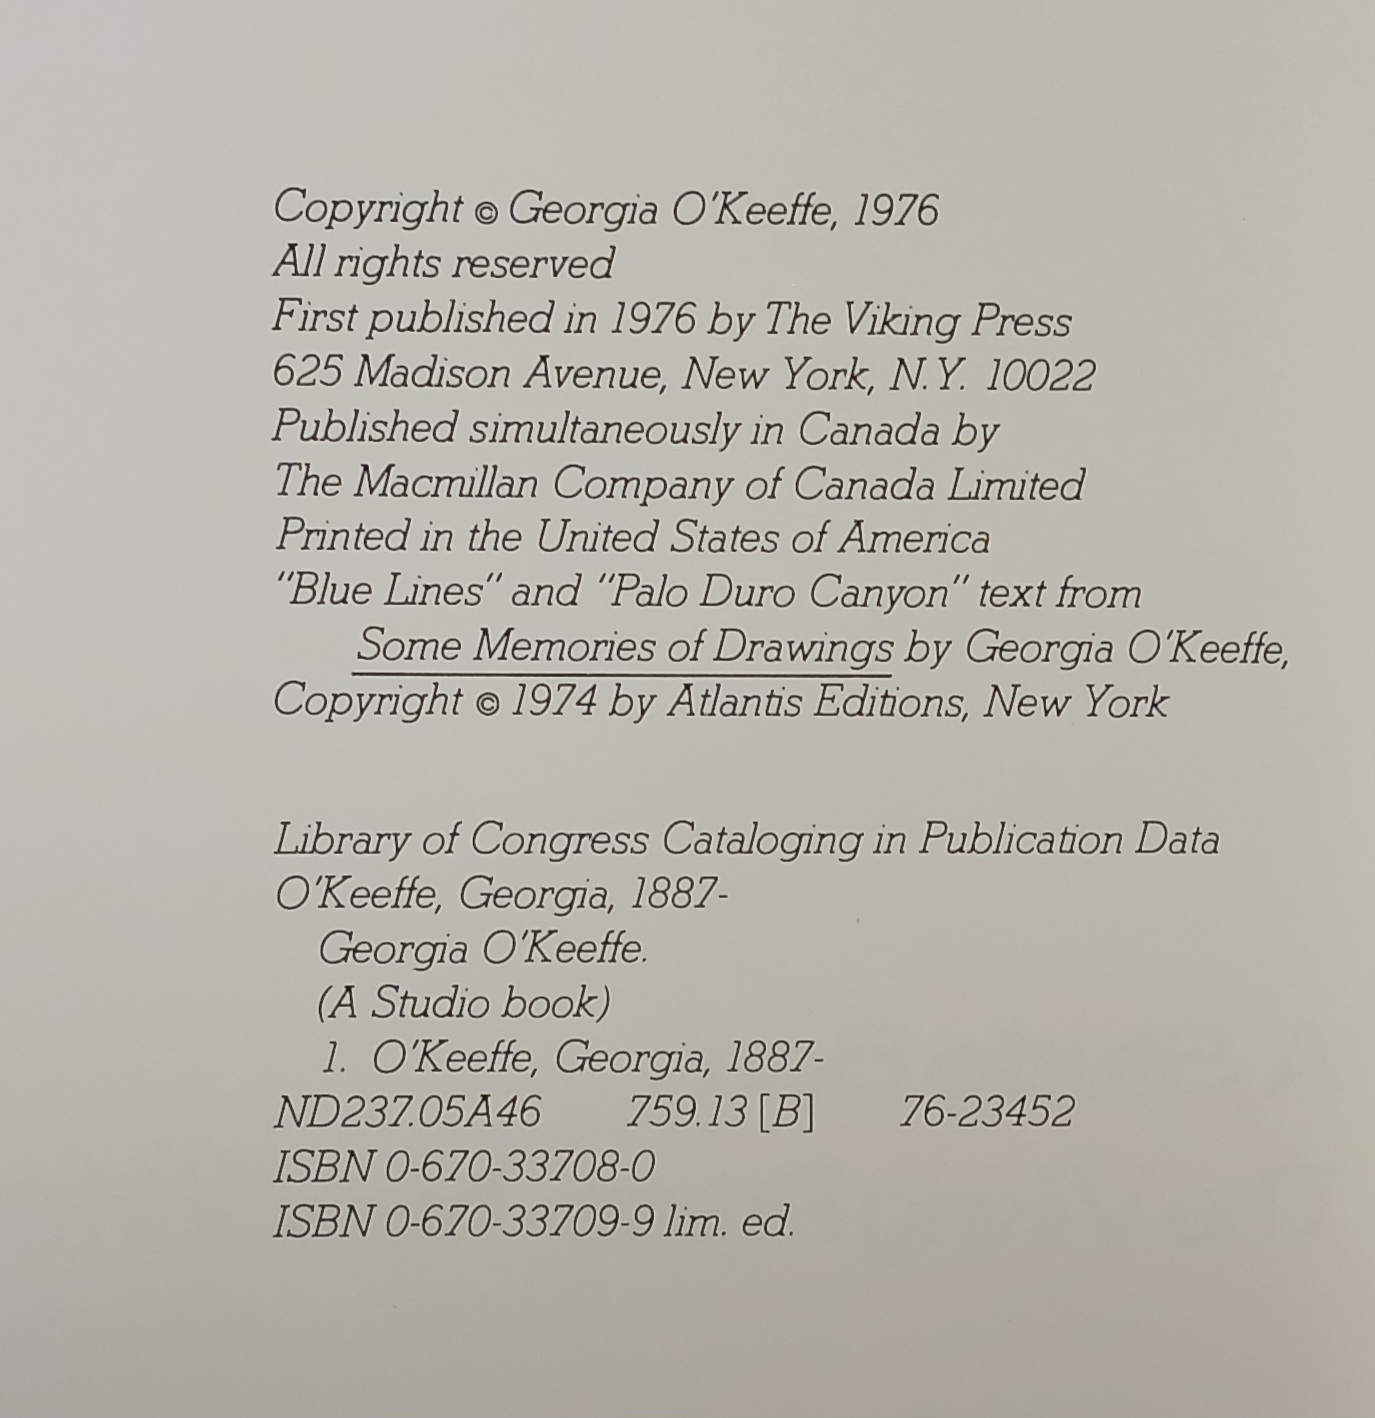 Copyright © Georgia O'Keeffe, 1976
All rights reserved
First published in 1976 by The Viking Press
625 Madison Avenue, New York, N.Y. 10022
Published simultaneously in Canada by
The Macmillan Company of Canada Limited
Printed in the United States of America
"Blue Lines" and "Palo Duro Canyon" text from
Some Memories of Drawings by Georgia O'Keeffe,
Copyright © 1974 by Atlantis Editions, New York
Library of Congress Cataloging in Publication Data
O'Keeffe, Georgia, 1887-
Georgia O'Keeffe.
(A Studio book)
1. O'Keeffe, Georgia, 1887-
ND237.05A46 759.13 [B] 76-23452
ISBN 0-670-33708-0
ISBN 0-670-33709-9 lim. ed.